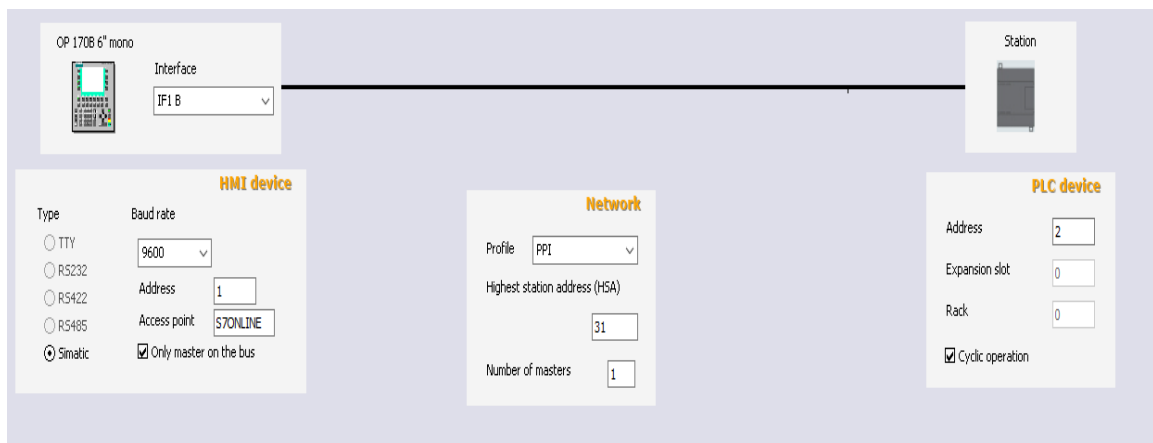 OP 170B 6" mono
Interface
IF1 B
Station
HMI device
Type
Baud rate
TTY
9600
RS232
Address
1
RS422
Access point
S7ONLINE
RS485
Simatic
Only master on the bus
Network
Profile
PPI
Highest station address (HSA)
31
Number of masters
1
PLC device
Address
2
Expansion slot
0
Rack
0
Cyclic operation